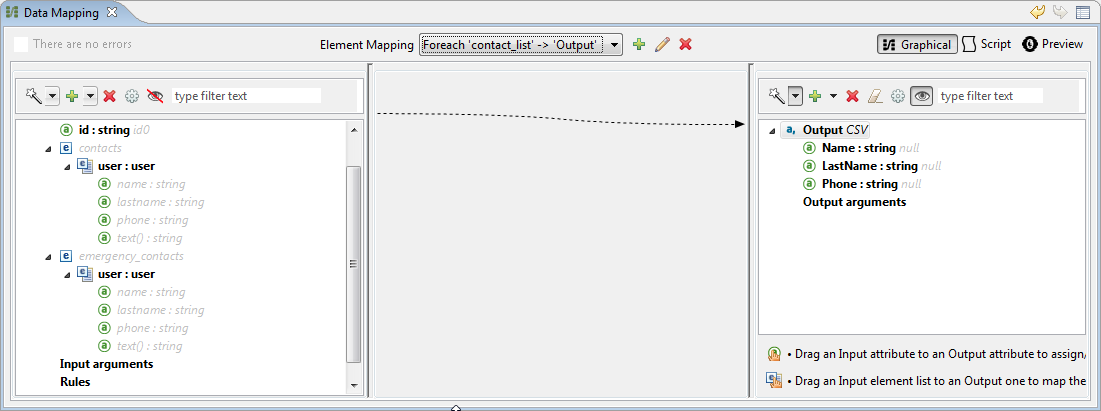 Data Mapping
There are no errors
Element Mapping
Foreach 'contact_list' -> 'Output'
Graphical
Script
Preview
type filter text
id : string id0
contacts
user : user
name : string
lastname : string
phone : string
text() : string
emergency_contacts
user : user
name : string
lastname : string
phone : string
text() : string
Input arguments
Rules
type filter text
Output CSV
Name : string null
LastName : string null
Phone : string null
Output arguments
• Drag an Input attribute to an Output attribute to assign,
• Drag an Input element list to an Output one to map the